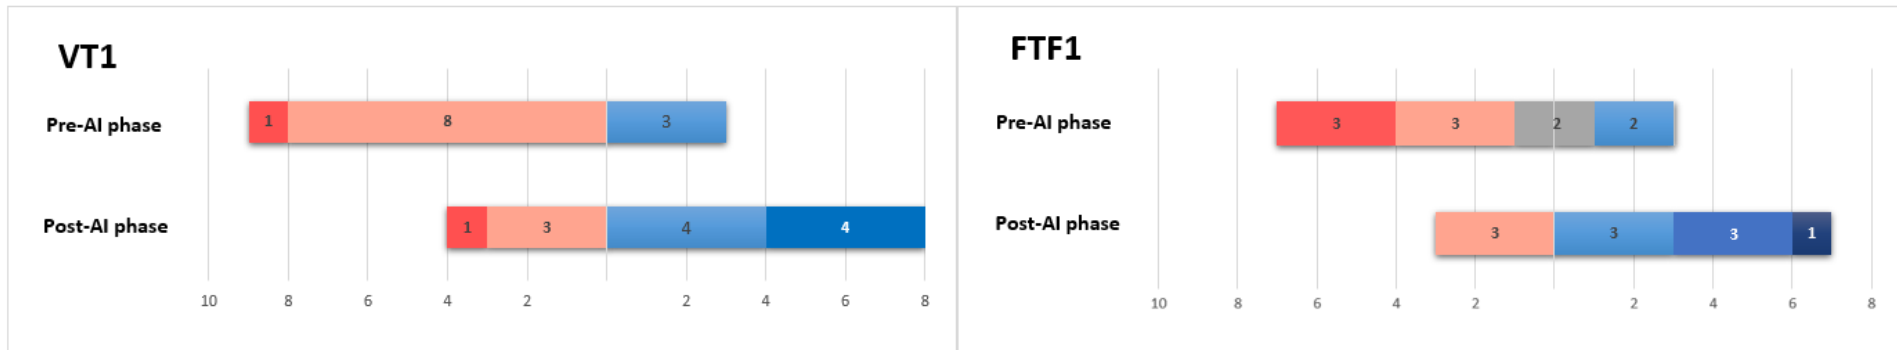 VT1
Pre-AI phase
1 8 3
Post-AI phase
1 3 4 4
10 8 6 4 2 2 4 6 8
FTF1
Pre-AI phase
3 3 2 2
Post-AI phase
3 3 3 1
10 8 6 4 2 2 4 6 8